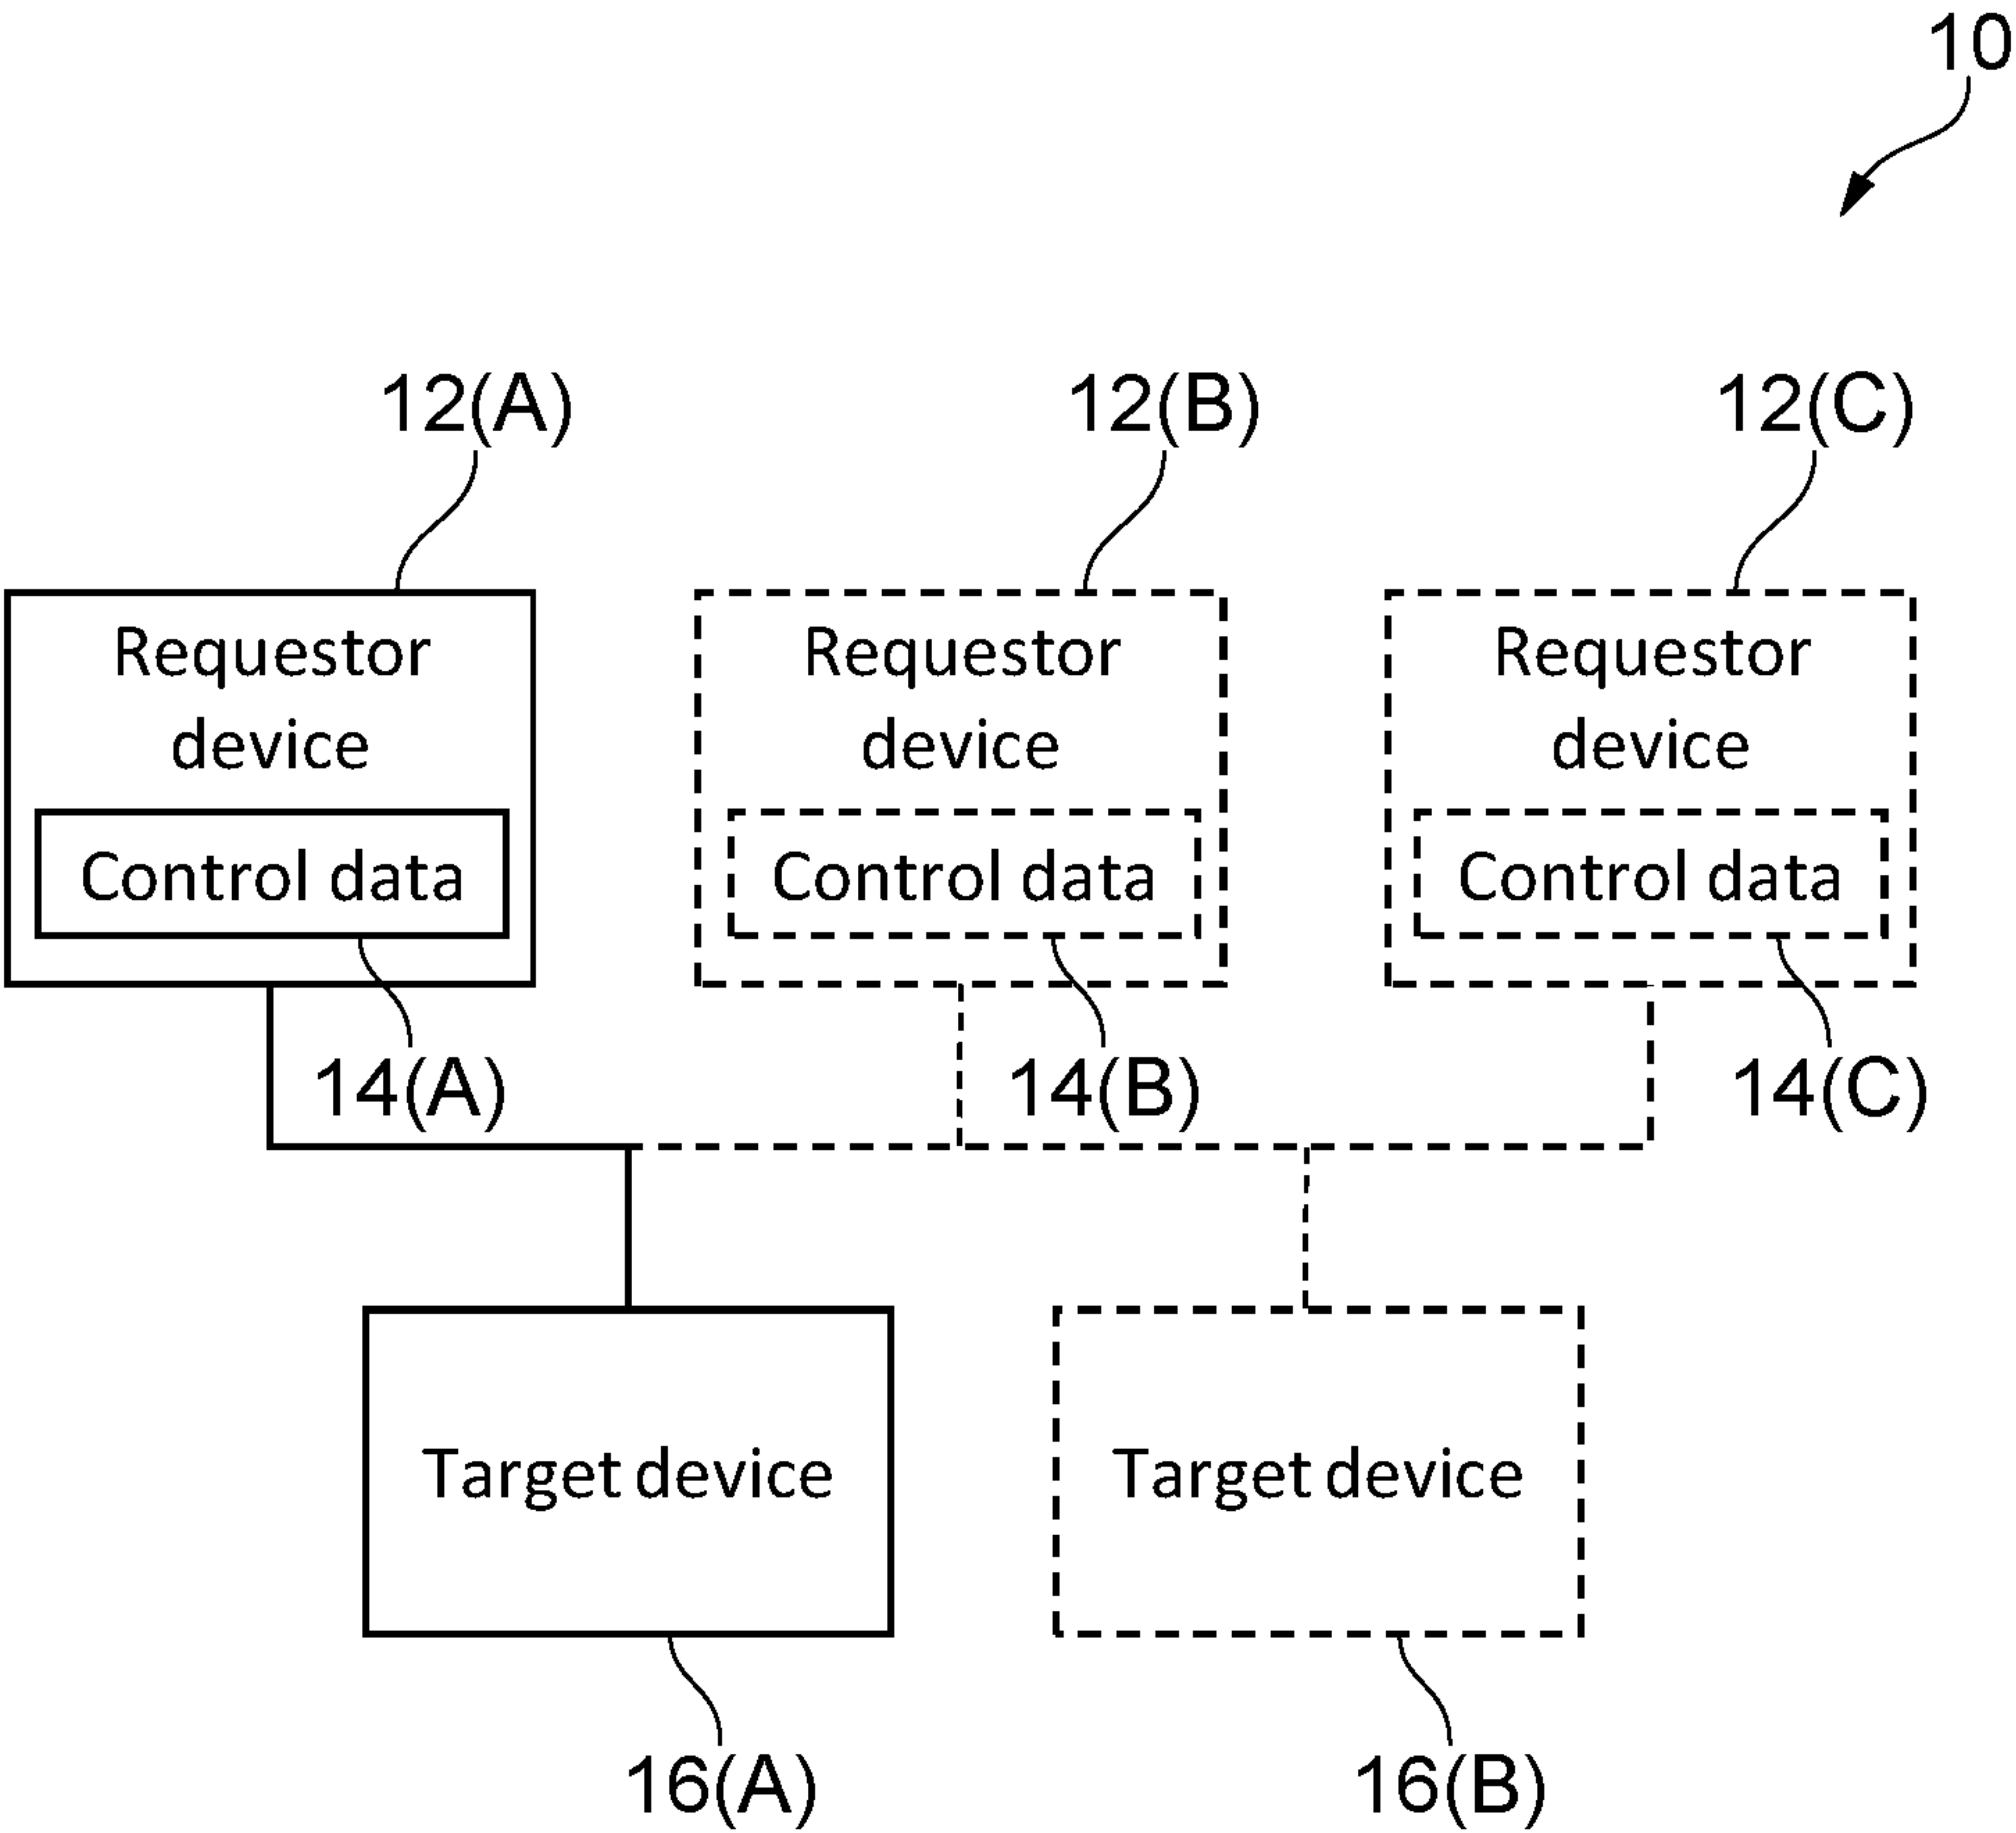 10
12(A)
12(B)
12(C)
Requestor
device
Control data
Requestor
device
Control data
Requestor
device
Control data
14(A)
14(B)
14(C)
Target device
Target device
16(A)
16(B)